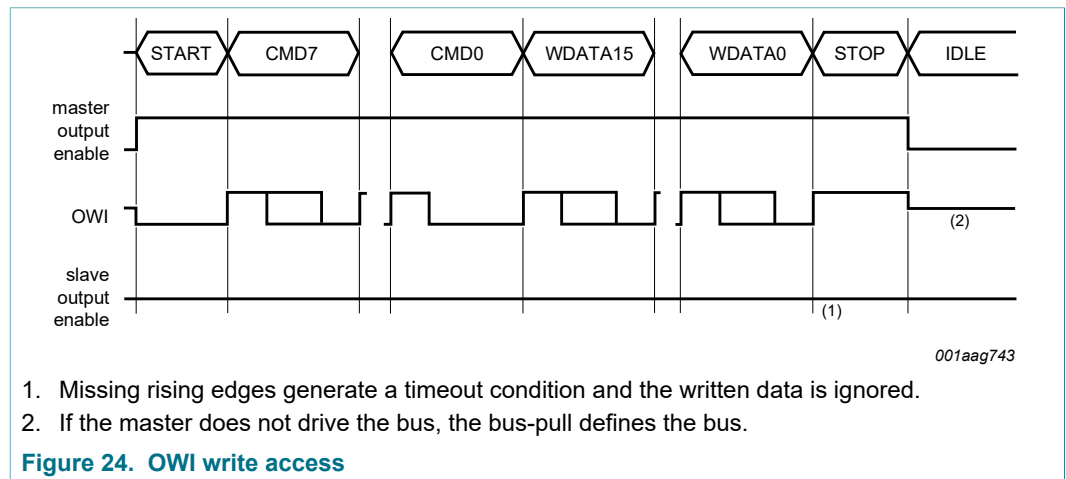 START CMD7 CMD0 WDATA15 WDATA0 STOP IDLE
master
output
enable
OWI
(2)
slave
output
enable
(1)
001aag743
1. Missing rising edges generate a timeout condition and the written data is ignored.
2. If the master does not drive the bus, the bus-pull defines the bus.
Figure 24. OWI write access